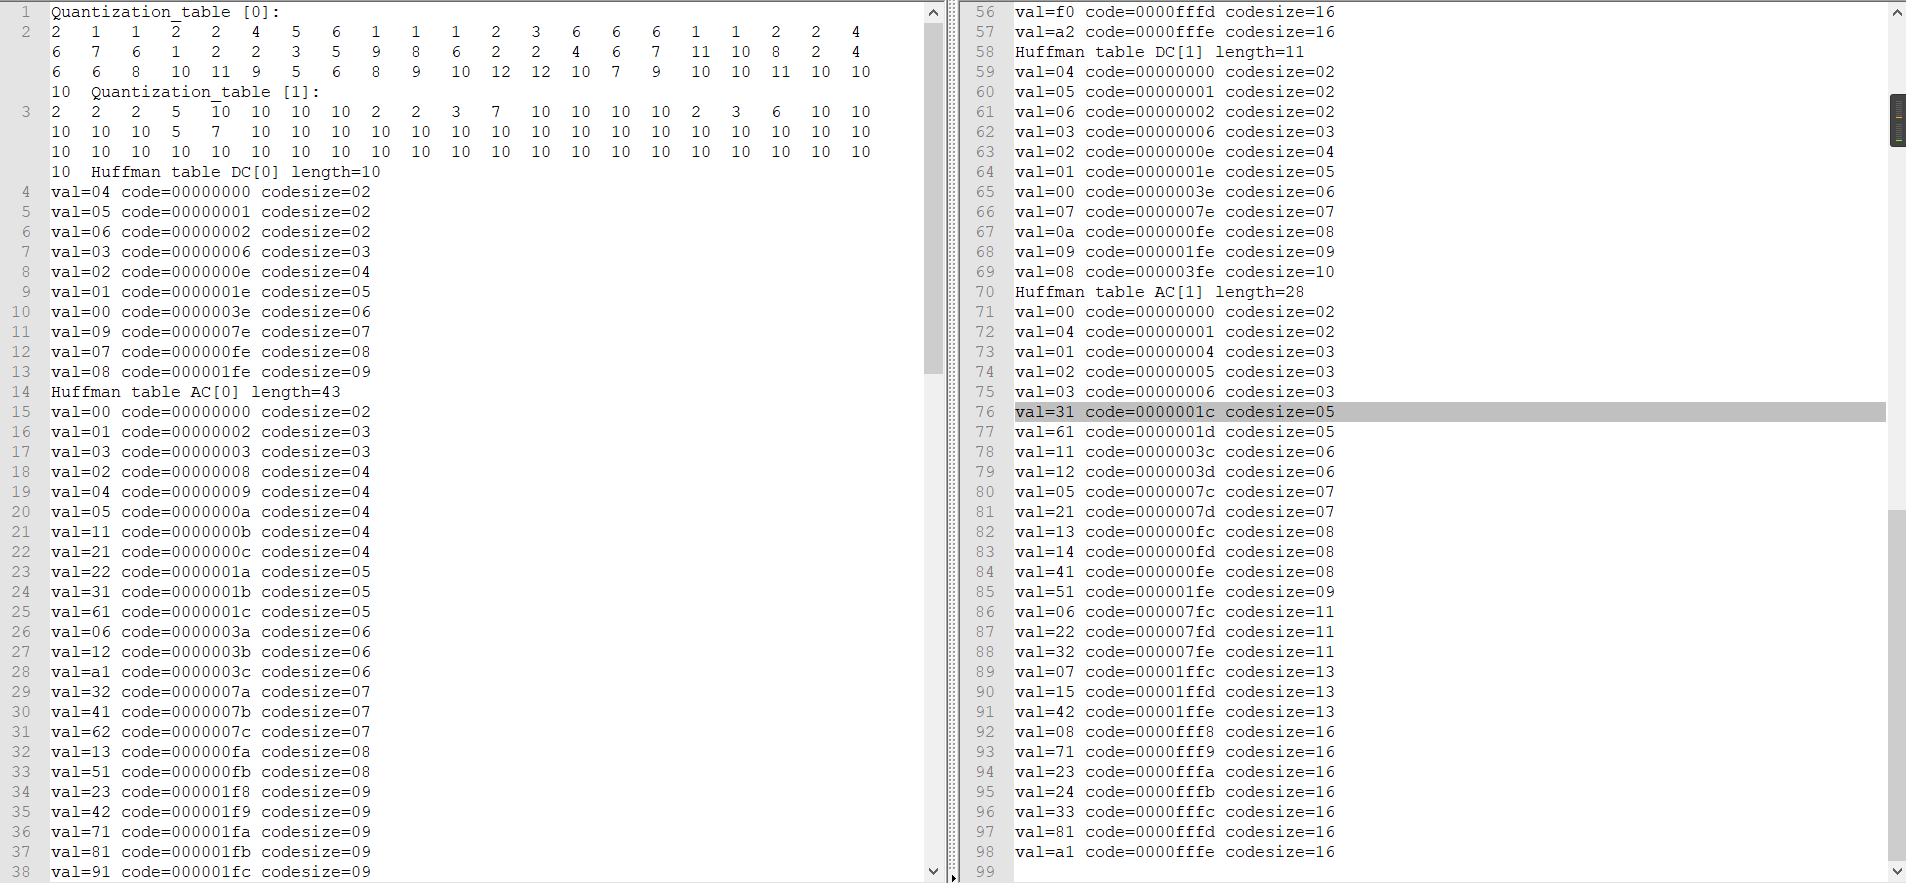 1 Quantization_table [0]:
2 2 1 1 2 2 4 5 6 1 1 1 2 3 6 6 6 1 1 2 2 4
6 7 6 1 2 2 3 5 9 8 6 2 2 4 6 7 11 10 8 2 4
6 6 8 10 11 9 5 6 8 9 10 12 12 10 7 9 10 10 11 10 10
10 Quantization_table [1]:
3 2 2 2 5 10 10 10 10 2 2 3 7 10 10 10 10 2 3 6 10 10
10 10 10 5 7 10 10 10 10 10 10 10 10 10 10 10 10 10 10 10 10
10 10 10 10 10 10 10 10 10 10 10 10 10 10 10 10 10 10 10 10 10
10 Huffman table DC[0] length=10
4 val=04 code=00000000 codesize=02
5 val=05 code=00000001 codesize=02
6 val=06 code=00000002 codesize=02
7 val=03 code=00000006 codesize=03
8 val=02 code=0000000e codesize=04
9 val=01 code=0000001e codesize=05
10 val=00 code=0000003e codesize=06
11 val=09 code=0000007e codesize=07
12 val=07 code=000000fe codesize=08
13 val=08 code=000001fe codesize=09
14 Huffman table AC[0] length=43
15 val=00 code=00000000 codesize=02
16 val=01 code=00000002 codesize=03
17 val=03 code=00000003 codesize=03
18 val=02 code=00000008 codesize=04
19 val=04 code=00000009 codesize=04
20 val=05 code=0000000a codesize=04
21 val=11 code=0000000b codesize=04
22 val=21 code=0000000c codesize=04
23 val=22 code=0000001a codesize=05
24 val=31 code=0000001b codesize=05
25 val=61 code=0000001c codesize=05
26 val=06 code=0000003a codesize=06
27 val=12 code=0000003b codesize=06
28 val=a1 code=0000003c codesize=06
29 val=32 code=0000007a codesize=07
30 val=41 code=0000007b codesize=07
31 val=62 code=0000007c codesize=07
32 val=13 code=000000fa codesize=08
33 val=51 code=000000fb codesize=08
34 val=23 code=000001f8 codesize=09
35 val=42 code=000001f9 codesize=09
36 val=71 code=000001fa codesize=09
37 val=81 code=000001fb codesize=09
38 val=91 code=000001fc codesize=09
56 val=f0 code=0000fffd codesize=16
57 val=a2 code=0000fffe codesize=16
58 Huffman table DC[1] length=11
59 val=04 code=00000000 codesize=02
60 val=05 code=00000001 codesize=02
61 val=06 code=00000002 codesize=02
62 val=03 code=00000006 codesize=03
63 val=02 code=0000000e codesize=04
64 val=01 code=0000001e codesize=05
65 val=00 code=0000003e codesize=06
66 val=07 code=0000007e codesize=07
67 val=0a code=000000fe codesize=08
68 val=09 code=000001fe codesize=09
69 val=08 code=000003fe codesize=10
70 Huffman table AC[1] length=28
71 val=00 code=00000000 codesize=02
72 val=04 code=00000001 codesize=02
73 val=01 code=00000004 codesize=03
74 val=02 code=00000005 codesize=03
75 val=03 code=00000006 codesize=03
76 val=31 code=0000001c codesize=05
77 val=61 code=0000001d codesize=05
78 val=11 code=0000003c codesize=06
79 val=12 code=0000003d codesize=06
80 val=05 code=0000007c codesize=07
81 val=21 code=0000007d codesize=07
82 val=13 code=000000fc codesize=08
83 val=14 code=000000fd codesize=08
84 val=41 code=000000fe codesize=08
85 val=51 code=000001fe codesize=09
86 val=06 code=000007fc codesize=11
87 val=22 code=000007fd codesize=11
88 val=32 code=000007fe codesize=11
89 val=07 code=00001ffc codesize=13
90 val=15 code=00001ffd codesize=13
91 val=42 code=00001ffe codesize=13
92 val=08 code=0000fff8 codesize=16
93 val=71 code=0000fff9 codesize=16
94 val=23 code=0000fffa codesize=16
95 val=24 code=0000fffb codesize=16
96 val=33 code=0000fffc codesize=16
97 val=81 code=0000fffd codesize=16
98 val=a1 code=0000fffe codesize=16
99